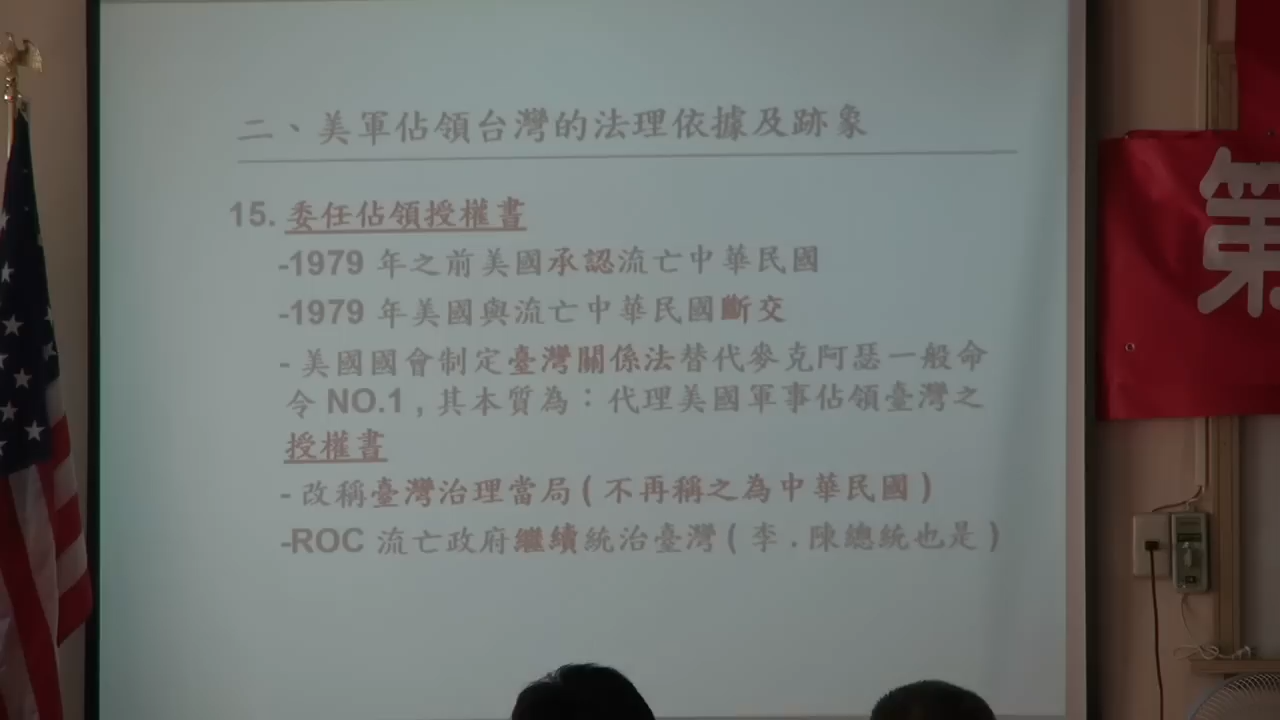 二、美軍佔領台灣的法理依據及跡象
15. 委任佔領授權書
-1979 年之前美國承認流亡中華民國
-1979 年美國與流亡中華民國斷交
- 美國國會制定臺灣關係法替代麥克阿瑟一般命
令 NO.1 , 其本質為：代理美國軍事佔領臺灣之
授權書
- 改稱臺灣治理當局 ( 不再稱之為中華民國 )
-ROC 流亡政府繼續統治臺灣 ( 李 . 陳總統也是 )
第